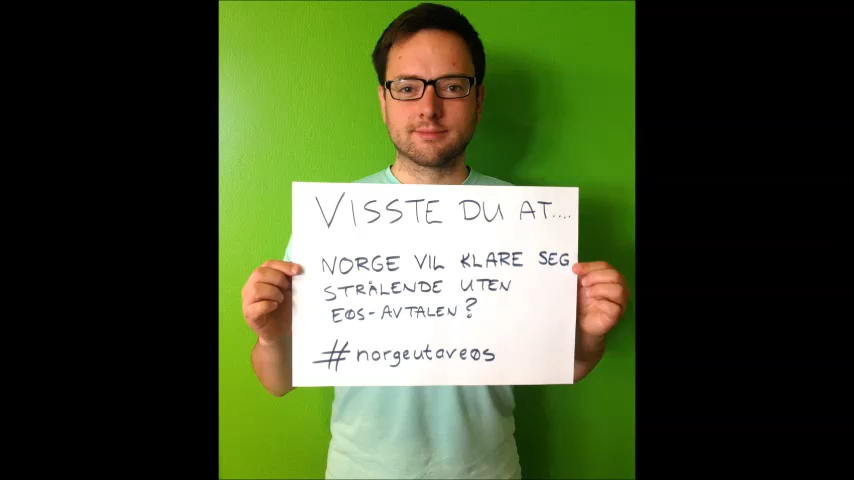 VISSTE DU AT....
NORGE VIL KLARE SEG
STRÅLENDE UTEN
EØS-AVTALEN?
#norgeutaveøs